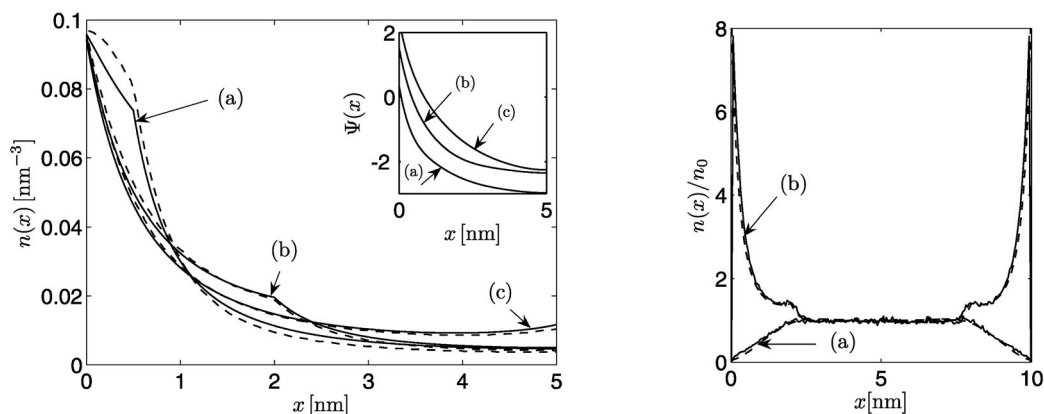 0.1
0.08
0.06
0.04
0.02
0
n(x) [nm⁻³]
0 1 2 3 4 5
x [nm]
(a)
(b)
(c)
2
0
-2
Ψ(x)
(b)
(c)
(a)
0 5
x [nm]
8
6
4
2
0
n(x)/n₀
(b)
(a)
0 5 10
x[nm]